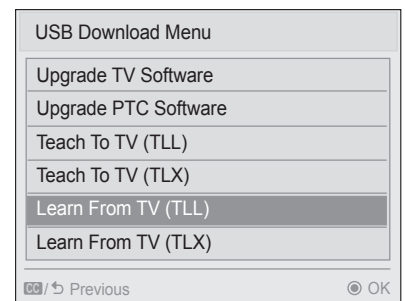 USB Download Menu
Upgrade TV Software
Upgrade PTC Software
Teach To TV (TLL)
Teach To TV (TLX)
Learn From TV (TLL)
Learn From TV (TLX)
CC/ Previous
OK